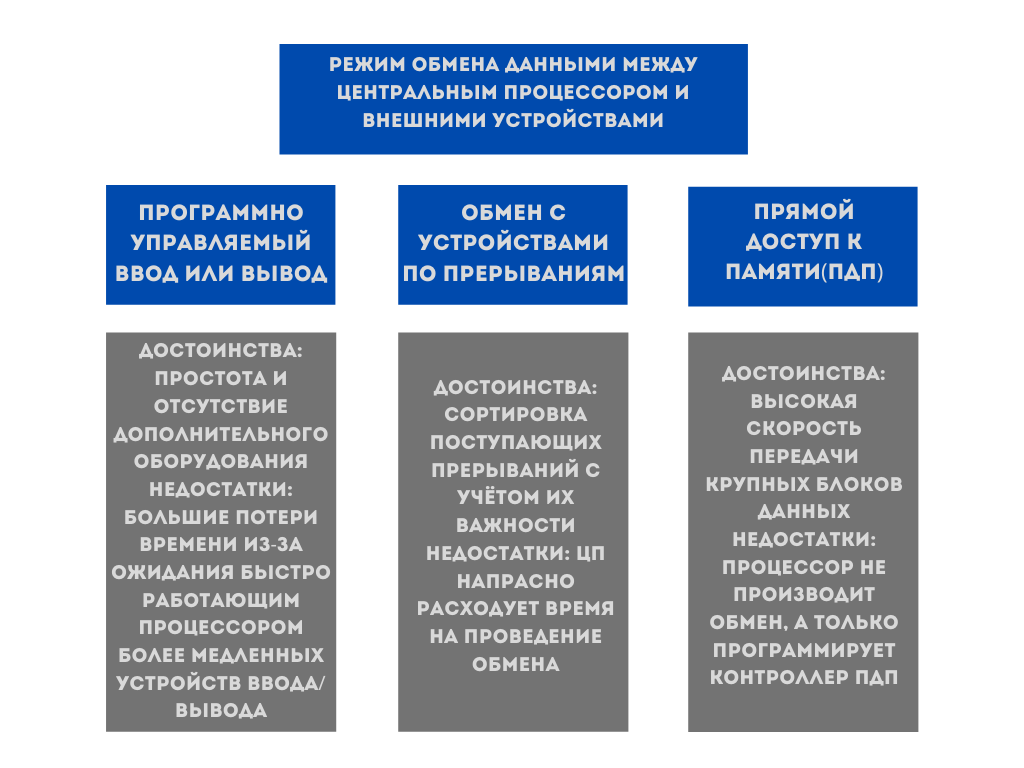 РЕЖИМ ОБМЕНА ДАННЫМИ МЕЖДУ
ЦЕНТРАЛЬНЫМ ПРОЦЕССОРОМ И
ВНЕШНИМИ УСТРОЙСТВАМИ
ПРОГРАММНО
УПРАВЛЯЕМЫЙ
ВВОД ИЛИ ВЫВОД
ОБМЕН С
УСТРОЙСТВАМИ
ПО ПРЕРЫВАНИЯМ
ПРЯМОЙ
ДОСТУП К
ПАМЯТИ(ПДП)
ДОСТОИНСТВА:
ПРОСТОТА И
ОТСУТСТВИЕ
ДОПОЛНИТЕЛЬНОГО
ОБОРУДОВАНИЯ
НЕДОСТАТКИ:
БОЛЬШИЕ ПОТЕРИ
ВРЕМЕНИ ИЗ-ЗА
ОЖИДАНИЯ БЫСТРО
РАБОТАЮЩИМ
ПРОЦЕССОРОМ
БОЛЕЕ МЕДЛЕННЫХ
УСТРОЙСТВ ВВОДА/
ВЫВОДА
ДОСТОИНСТВА:
СОРТИРОВКА
ПОСТУПАЮЩИХ
ПРЕРЫВАНИЙ С
УЧЁТОМ ИХ
ВАЖНОСТИ
НЕДОСТАТКИ: ЦП
НАПРАСНО
РАСХОДУЕТ ВРЕМЯ
НА ПРОВЕДЕНИЕ
ОБМЕНА
ДОСТОИНСТВА:
ВЫСОКАЯ
СКОРОСТЬ
ПЕРЕДАЧИ
КРУПНЫХ БЛОКОВ
ДАННЫХ
НЕДОСТАТКИ:
ПРОЦЕССОР НЕ
ПРОИЗВОДИТ
ОБМЕН, А ТОЛЬКО
ПРОГРАММИРУЕТ
КОНТРОЛЛЕР ПДП